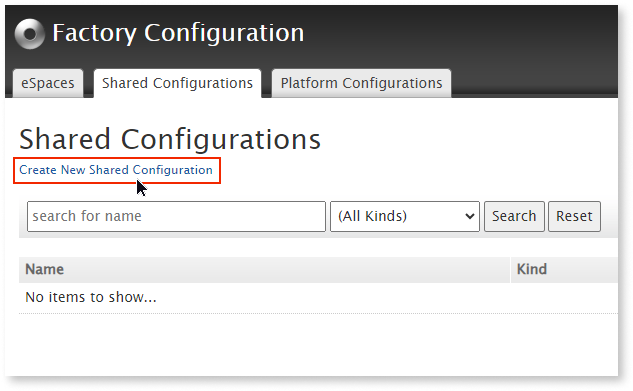 Factory Configuration
eSpaces Shared Configurations Platform Configurations
Shared Configurations
Create New Shared Configuration
search for name (All Kinds) Search Reset
Name Kind
No items to show...